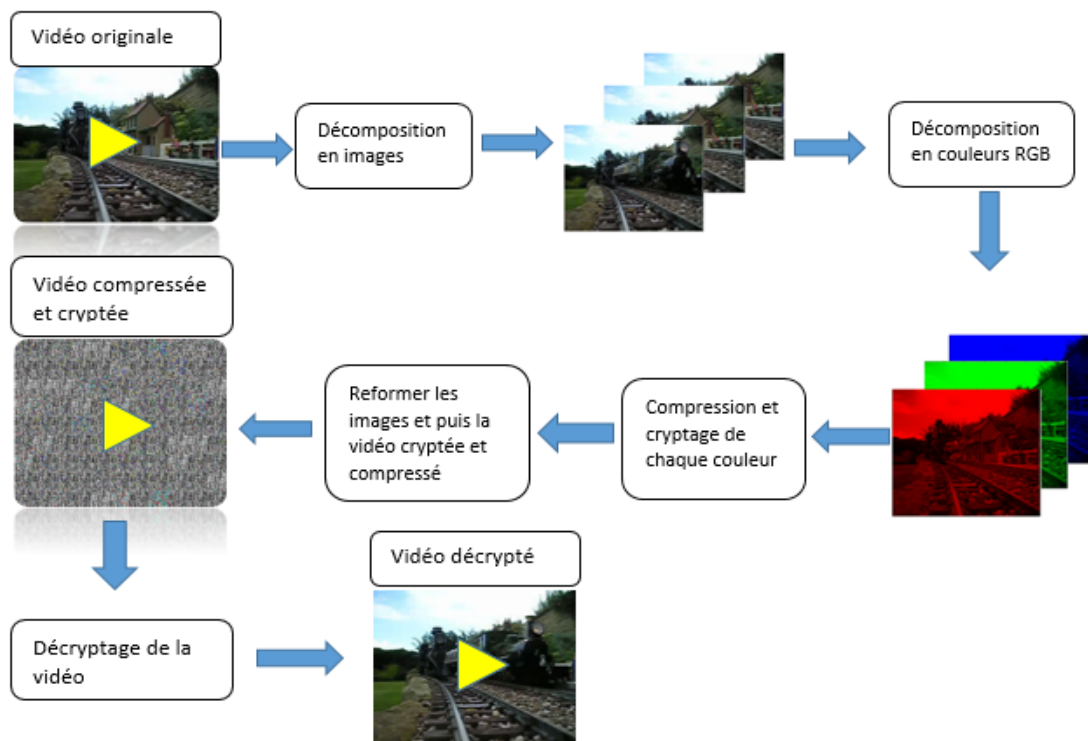 Vidéo originale
Décomposition
en images
Décomposition
en couleurs RGB
Compression et
cryptage de
chaque couleur
Reformer les
images et puis la
vidéo cryptée et
compressé
Vidéo compressée
et cryptée
Décryptage de la
vidéo
Vidéo décrypté